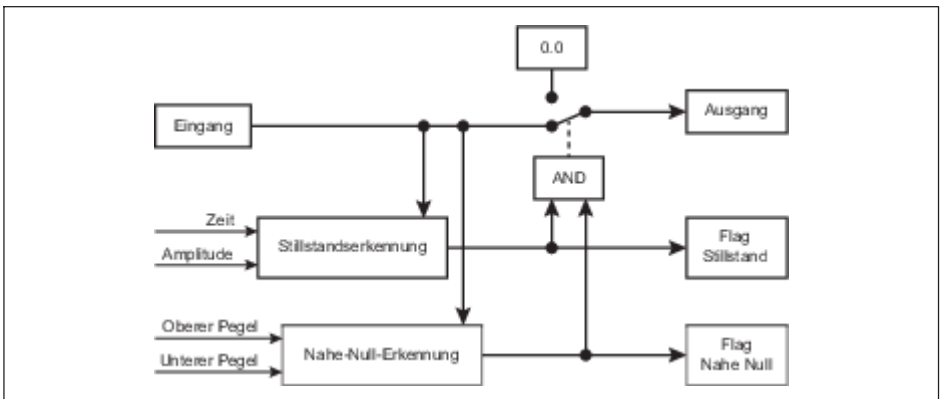 0.0
Eingang
Ausgang
AND
Zeit
Amplitude
Stillstandserkennung
Flag
Stillstand
Oberer Pegel
Unterer Pegel
Nahe-Null-Erkennung
Flag
Nahe Null